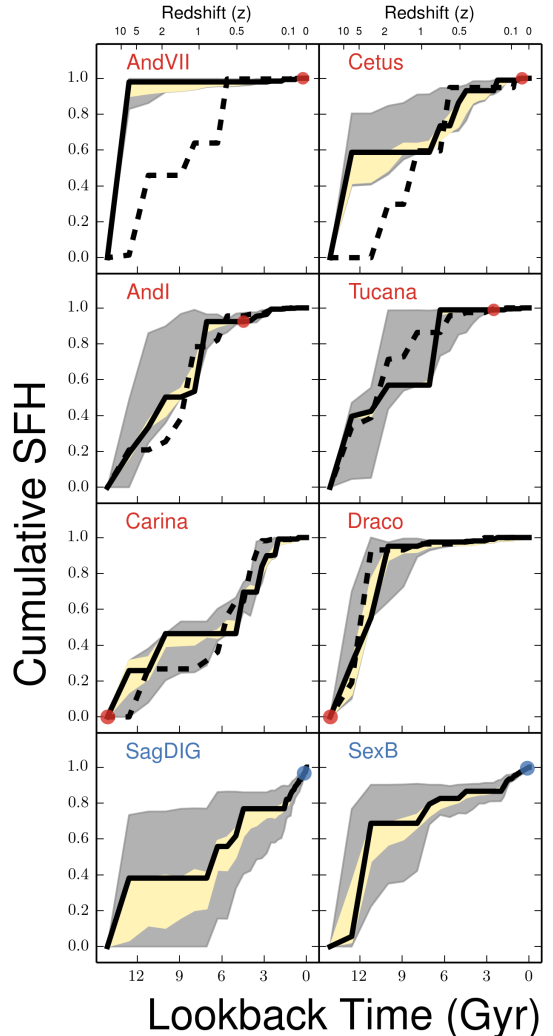 Redshift (z)
Redshift (z)
10 5 2 1 0.5 0.1 0
10 5 2 1 0.5 0.1 0
AndVII
Cetus
1.0
0.8
0.6
0.4
0.2
0.0
AndI
Tucana
1.0
0.8
0.6
0.4
0.2
0.0
Carina
Draco
1.0
0.8
0.6
0.4
0.2
0.0
SagDIG
SexB
1.0
0.8
0.6
0.4
0.2
0.0
Cumulative SFH
12 9 6 3 0
12 9 6 3 0
Lookback Time (Gyr)